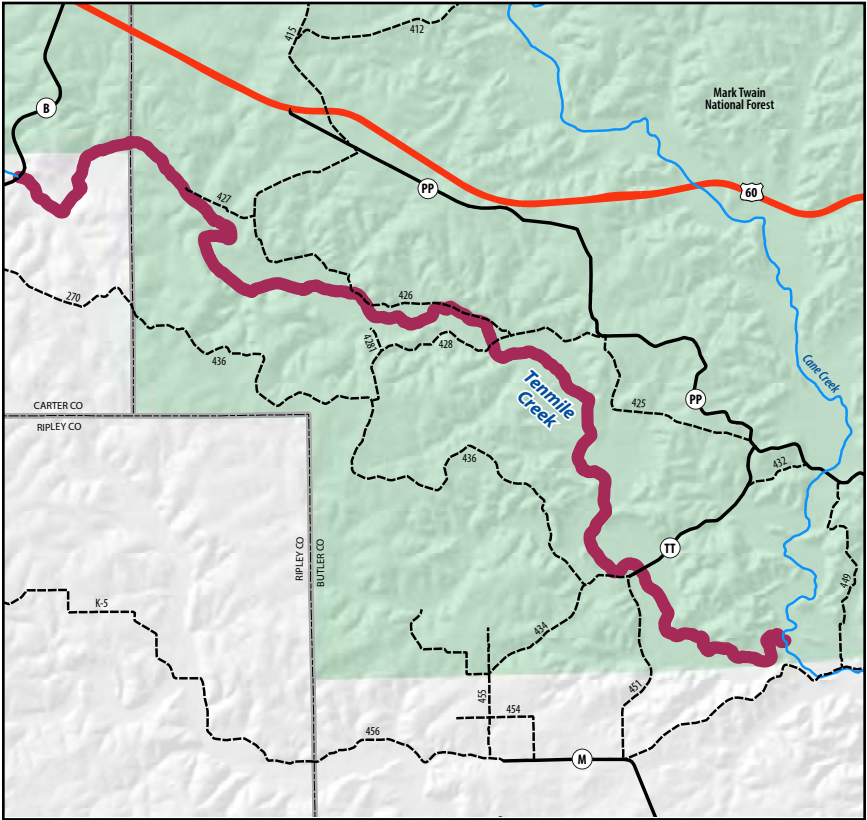 415
412
B
Mark Twain
National Forest
PP
60
427
270
426
4281
428
436
Cane Creek
Tenmile
Creek
PP
425
CARTER CO
RIPLEY CO
436
432
TT
RIPLEY CO
BUTLER CO
449
K-5
434
451
455
454
456
M